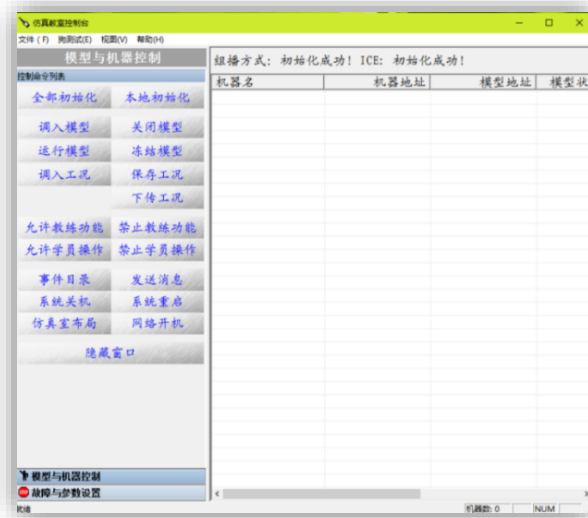 仿真教室控制台
文件(F) 狗测试(E) 视图(V) 帮助(H)
模型与机器控制
控制命令列表
全部初始化 本地初始化
调入模型 关闭模型
运行模型 冻结模型
调入工况 保存工况
下传工况
允许教练功能 禁止教练功能
允许学员操作 禁止学员操作
事件目录 发送消息
系统关机 系统重启
仿真室布局 网络开机
隐藏窗口
模型与机器控制
故障与参数设置
就绪
组播方式: 初始化成功! ICE: 初始化成功!
机器名 机器地址 模型地址 模型状
机器数: 0 NUM